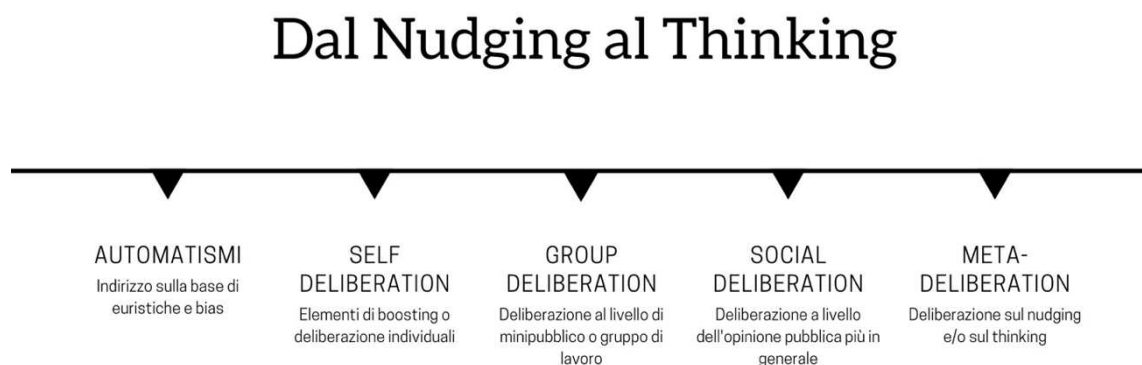 Dal Nudging al Thinking
AUTOMATISMI
Indirizzo sulla base di
euristiche e bias
SELF
DELIBERATION
Elementi di boosting o
deliberazione individuali
GROUP
DELIBERATION
Deliberazione al livello di
minipubblico o gruppo di
lavoro
SOCIAL
DELIBERATION
Deliberazione a livello
dell'opinione pubblica più in
generale
META-
DELIBERATION
Deliberazione sul nudging
e/o sul thinking